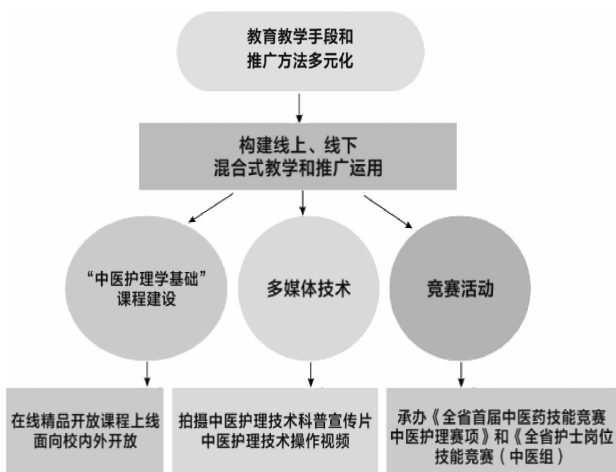 教育教学手段和
推广方法多元化
构建线上、线下
混合式教学和推广运用
“中医护理学基础”
课程建设
多媒体技术
竞赛活动
在线精品开放课程上线
面向校内外开放
拍摄中医护理技术科普宣传片
中医护理技术操作视频
承办《全省首届中医药技能竞赛
中医护理赛项》和《全省护士岗位
技能竞赛（中医组）